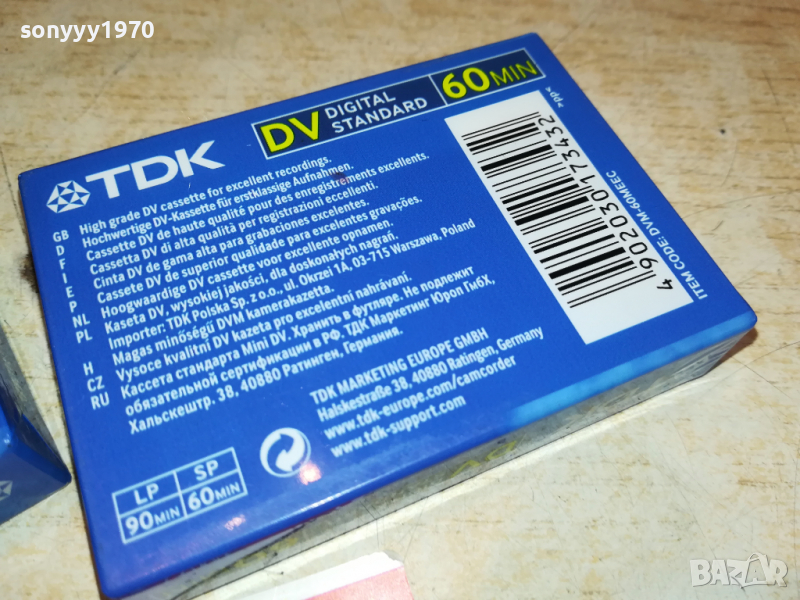 sonyyy1970
TDK
DV DIGITAL STANDARD 60MIN
GB High grade DV cassette for excellent recordings.
D Hochwertige DV-Kassette für erstklassige Aufnahmen.
F Cassette DV de haute qualité pour des enregistrements excellents.
I Cassetta DV di alta qualità per registrazioni eccellenti.
E Cinta DV de gama alta para grabaciones excelentes.
P Cassete DV de superior qualidade para excelentes gravações.
NL Hoogwaardige DV cassette voor excellente opnamen.
PL Kaseta DV, wysokiej jakości, dla doskonałych nagrań.
Importer: TDK Polska Sp. z o.o., ul. Okrzei 1A, 03-715 Warszawa, Poland
H Magas minőségű DVM kamerakazetta.
CZ Vysoce kvalitní DV kazeta pro excelentní nahrávání.
RU Кассета стандарта Mini DV. Хранить в футляре. Не подлежит
обязательной сертификации в РФ. ТДК Маркетинг Юроп ГмбХ,
Хальскештр. 38, 40880 Ратинген, Германия.
TDK MARKETING EUROPE GMBH
Halskestraße 38, 40880 Ratingen, Germany
www.tdk-europe.com/camcorder
www.tdk-support.com
LP SP
90MIN 60MIN
>PP<
4 902030 173432
ITEM CODE: DVM-60MEEC
BAZAR